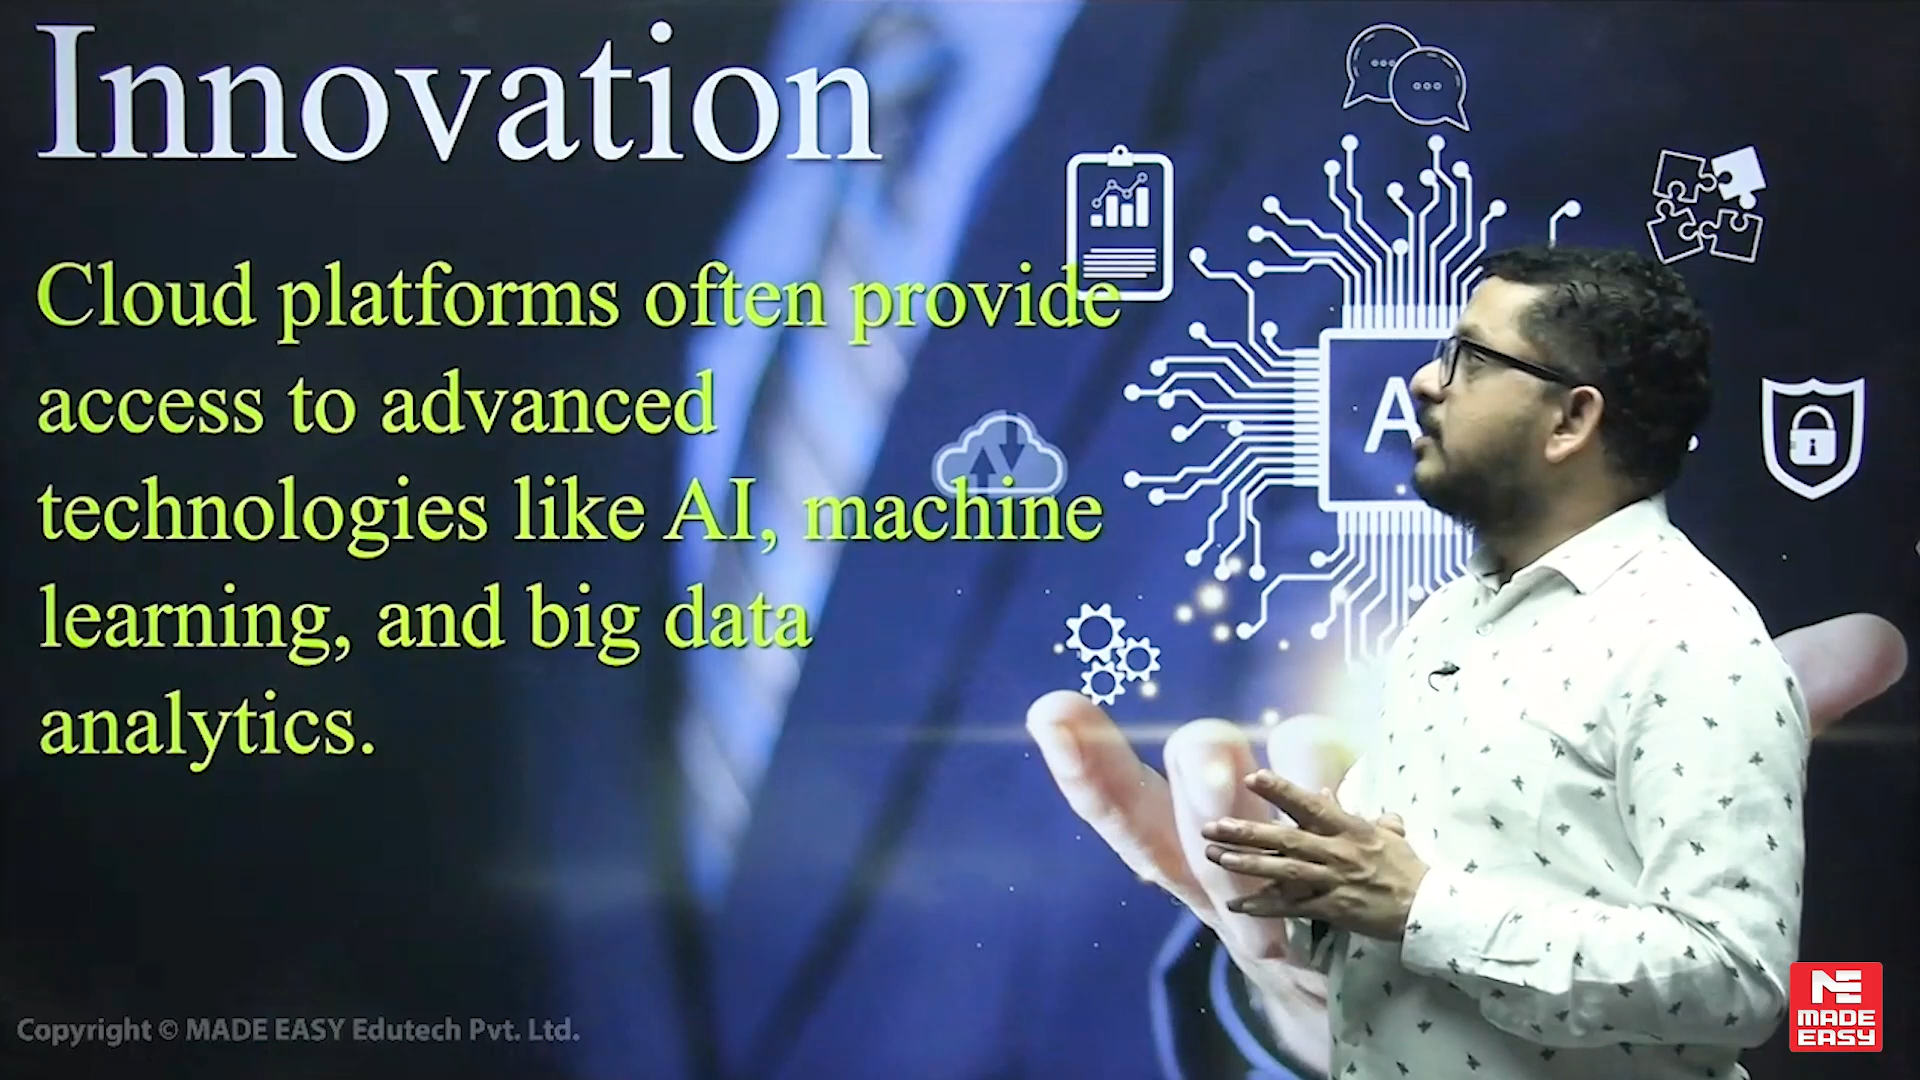 Innovation
Cloud platforms often provide
access to advanced
technologies like AI, machine
learning, and big data
analytics.
A
Copyright © MADE EASY Edutech Pvt. Ltd.
ME
MADE
EASY